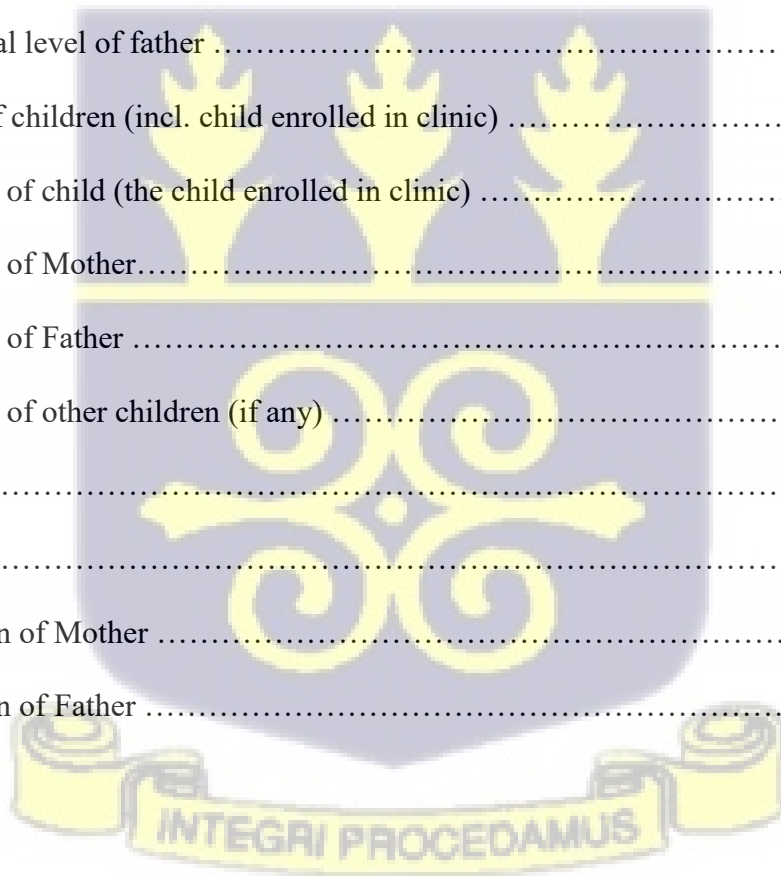 al level of father ……………………………………………………
f children (incl. child enrolled in clinic) …………………………
of child (the child enrolled in clinic) ……………………………
of Mother……………………………………………………………
of Father ……………………………………………………………
of other children (if any) …………………………………………
……………………………………………………………………………
……………………………………………………………………………
n of Mother …………………………………………………………
n of Father …………………………………………………………
INTEGRI PROCEDAMUS